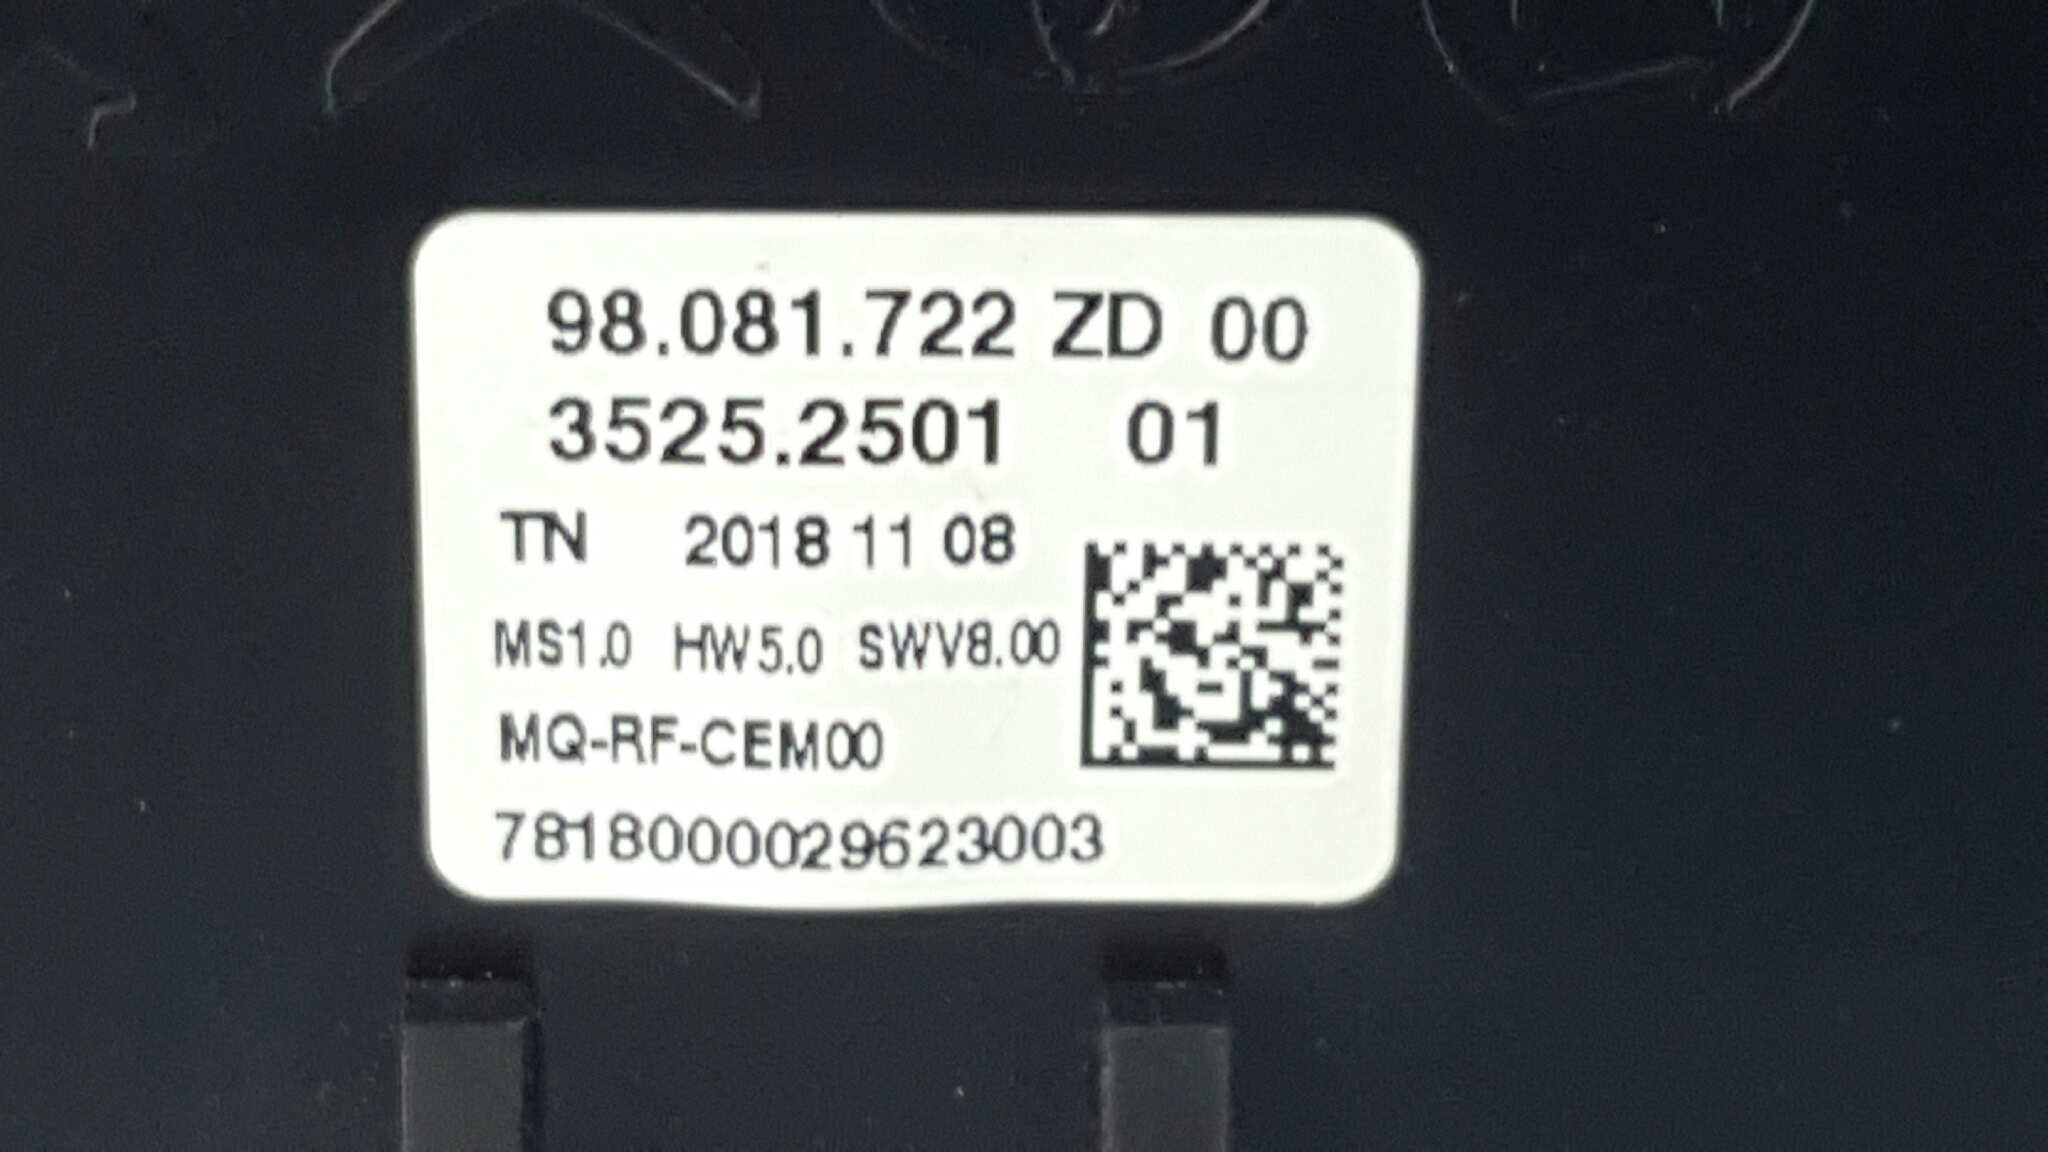 98.081.722 ZD 00
3525.2501 01
TN 2018 11 08
MS1.0 HW5.0 SWV8.00
MQ-RF-CEM00
7818000029623003